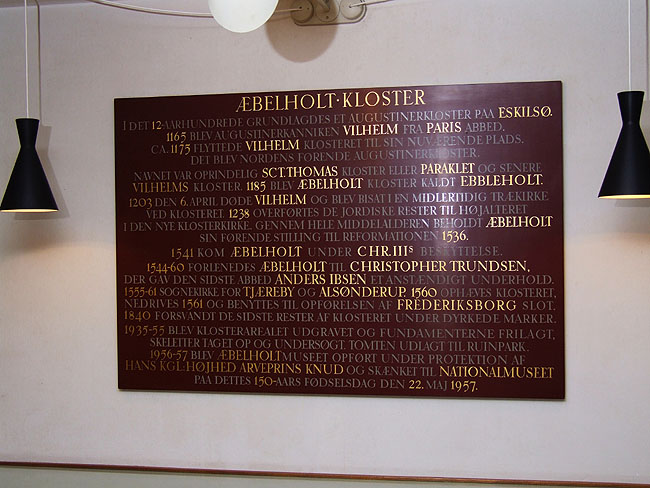 ÆBELHOLT·KLOSTER
I DET 12-AARHUNDREDE GRUNDLAGDES ET AUGUSTINERKLOSTER PAA ESKILSØ.
1165 BLEV AUGUSTINERKANNIKEN VILHELM FRA PARIS ABBED.
CA. 1175 FLYTTEDE VILHELM KLOSTERET TIL SIN NUVÆRENDE PLADS.
DET BLEV NORDENS FØRENDE AUGUSTINERKLOSTER.
NAVNET VAR OPRINDELIG SCT.THOMAS KLOSTER ELLER PARAKLET OG SENERE
VILHELMS KLOSTER. 1185 BLEV ÆBELHOLT KLOSTER KALDT EBBLEHOLT.
1203 DEN 6. APRIL DØDE VILHELM OG BLEV BISAT I EN MIDLERTIDIG TRÆKIRKE
VED KLOSTERET. 1238 OVERFØRTES DE JORDISKE RESTER TIL HØJALTERET
I DEN NYE KLOSTERKIRKE. GENNEM HELE MIDDELALDEREN BEHOLDT ÆBELHOLT
SIN FØRENDE STILLING TIL REFORMATIONEN 1536.
1541 KOM ÆBELHOLT UNDER CHR.IIIS BESKYTTELSE.
1544-60 FORLENEDES ÆBELHOLT TIL CHRISTOPHER TRUNDSEN,
DER GAV DEN SIDSTE ABBED ANDERS IBSEN ET ANSTÆNDIGT UNDERHOLD.
1555-61 SOGNEKIRKE FOR TJÆREBY OG ALSØNDERUP. 1560 OPHÆVES KLOSTERET,
NEDRIVES 1561 OG BENYTTES TIL OPFØRELSEN AF FREDERIKSBORG SLOT.
1840 FORSVANDT DE SIDSTE RESTER AF KLOSTERET UNDER DYRKEDE MARKER.
1935-55 BLEV KLOSTERAREALET UDGRAVET OG FUNDAMENTERNE FRILAGT,
SKELETTER TAGET OP OG UNDERSØGT. TOMTEN UDLAGT TIL RUINPARK.
1956-57 BLEV ÆBELHOLTMUSEET OPFØRT UNDER PROTEKTION AF
HANS KGL. HØJHED ARVEPRINS KNUD OG SKÆNKET TIL NATIONALMUSEET
PAA DETTES 150-AARS FØDSELSDAG DEN 22. MAJ 1957.